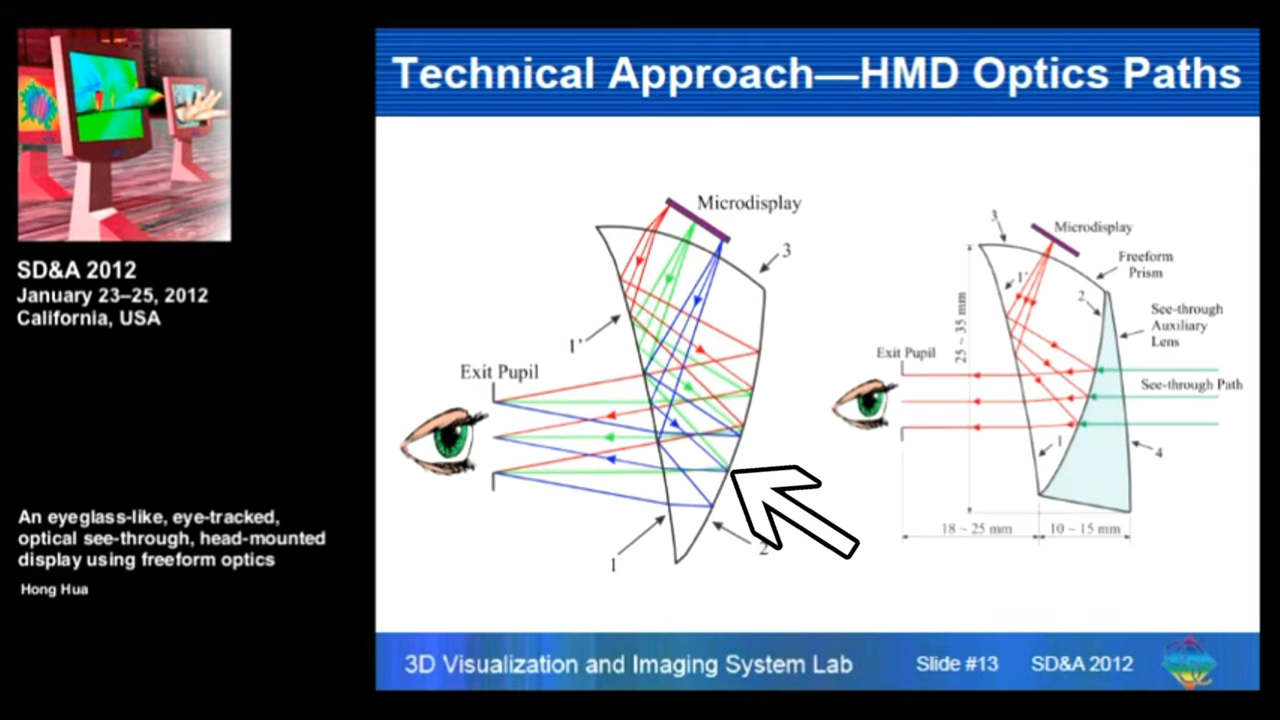 SD&A 2012
January 23–25, 2012
California, USA
An eyeglass-like, eye-tracked,
optical see-through, head-mounted
display using freeform optics
Hong Hua
Technical Approach—HMD Optics Paths
Microdisplay
3
1’
Exit Pupil
1
2
3
Microdisplay
Freeform
Prism
1’
2
See-through
Auxiliary
Lens
25 ~ 35 mm
Exit Pupil
See-through Path
1
4
18 ~ 25 mm
10 ~ 15 mm
3D Visualization and Imaging System Lab
Slide #13
SD&A 2012